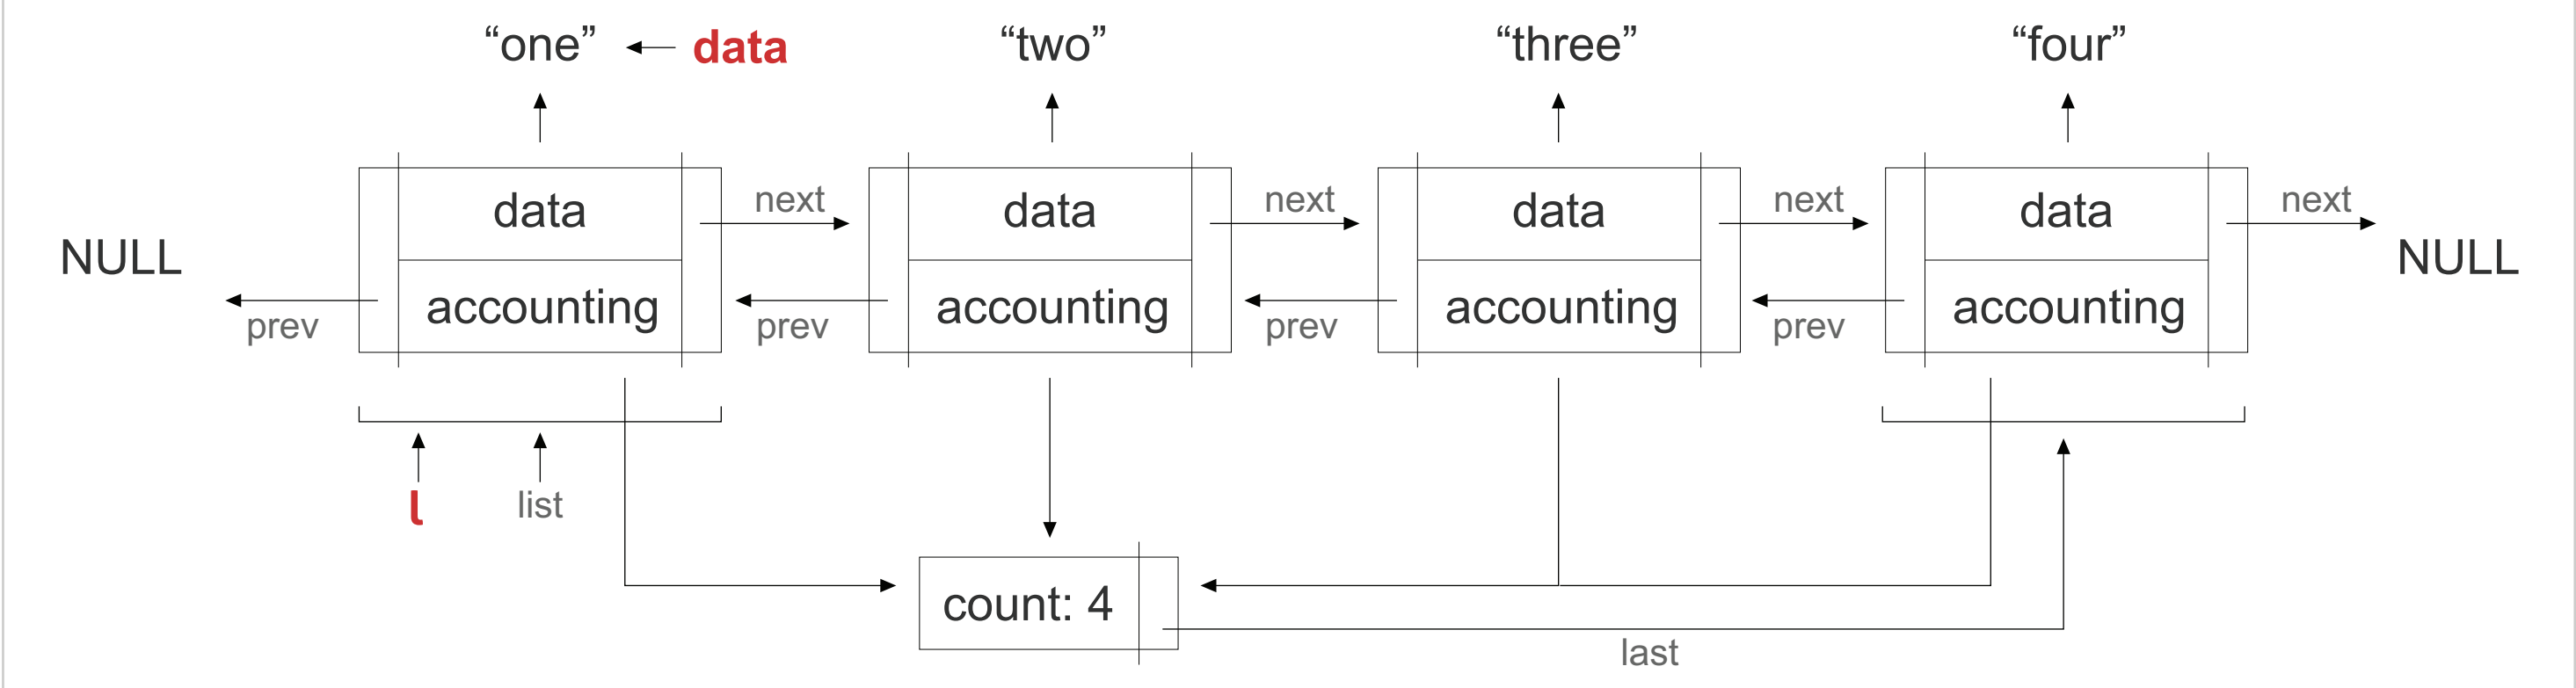 “one” data “two” “three” “four”
data next data next data next data next
NULL NULL
accounting accounting accounting accounting
prev prev prev prev
l list
count: 4
last